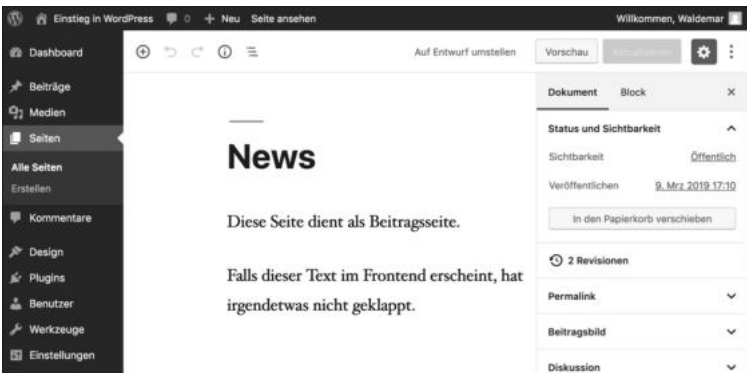 Einstieg in WordPress 0 + Neu Seite ansehen Willkommen, Waldemar
Dashboard
Beiträge
Medien
Seiten
Alle Seiten
Erstellen
Kommentare
Design
Plugins
Benutzer
Werkzeuge
Einstellungen
Auf Entwurf umstellen Vorschau Aktualisieren
News
Diese Seite dient als Beitragsseite.
Falls dieser Text im Frontend erscheint, hat
irgendetwas nicht geklappt.
Dokument Block
Status und Sichtbarkeit
Sichtbarkeit Öffentlich
Veröffentlichen 9. Mrz 2019 17:10
In den Papierkorb verschieben
2 Revisionen
Permalink
Beitragsbild
Diskussion